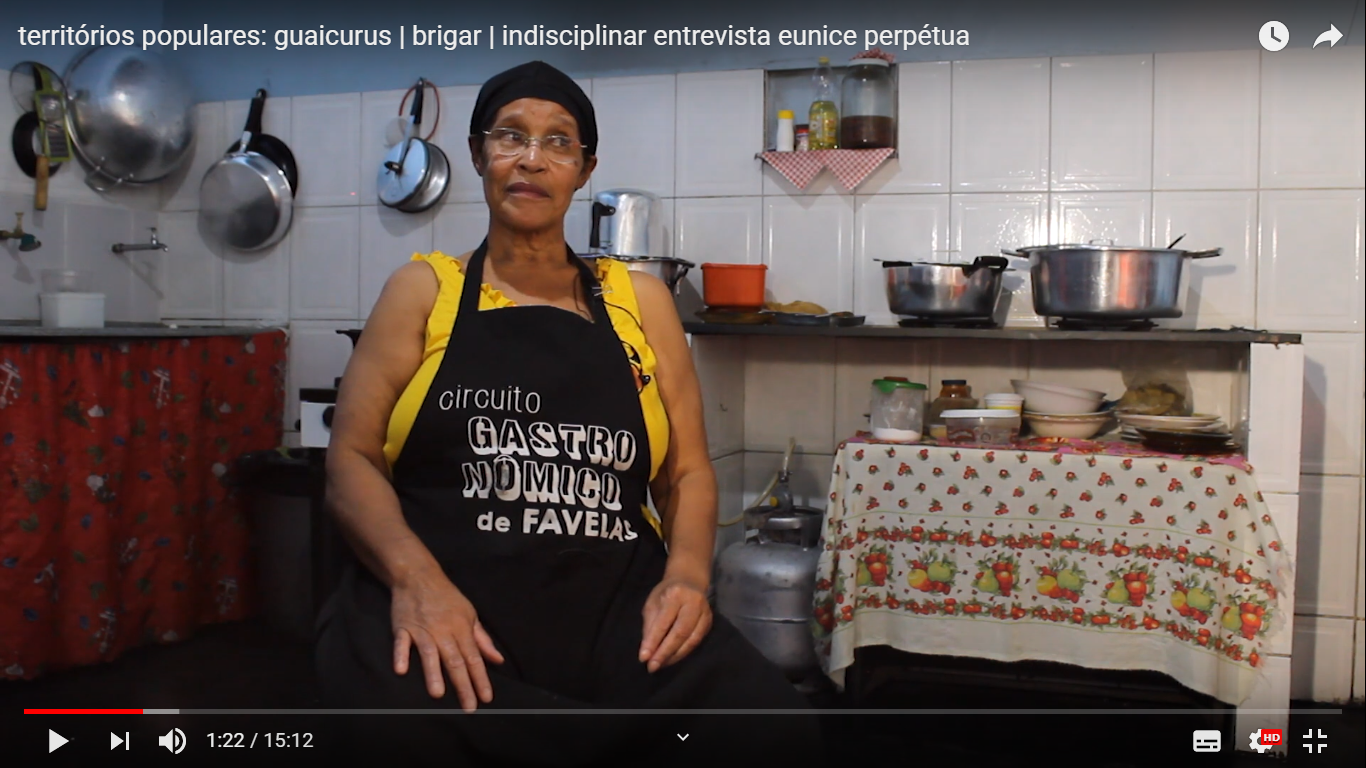 territórios populares: guaicurus | brigar | indisciplinar entrevista eunice perpétua
circuito
GASTRO
NÔMICO
de FAVELAS
1:22 / 15:12
HD